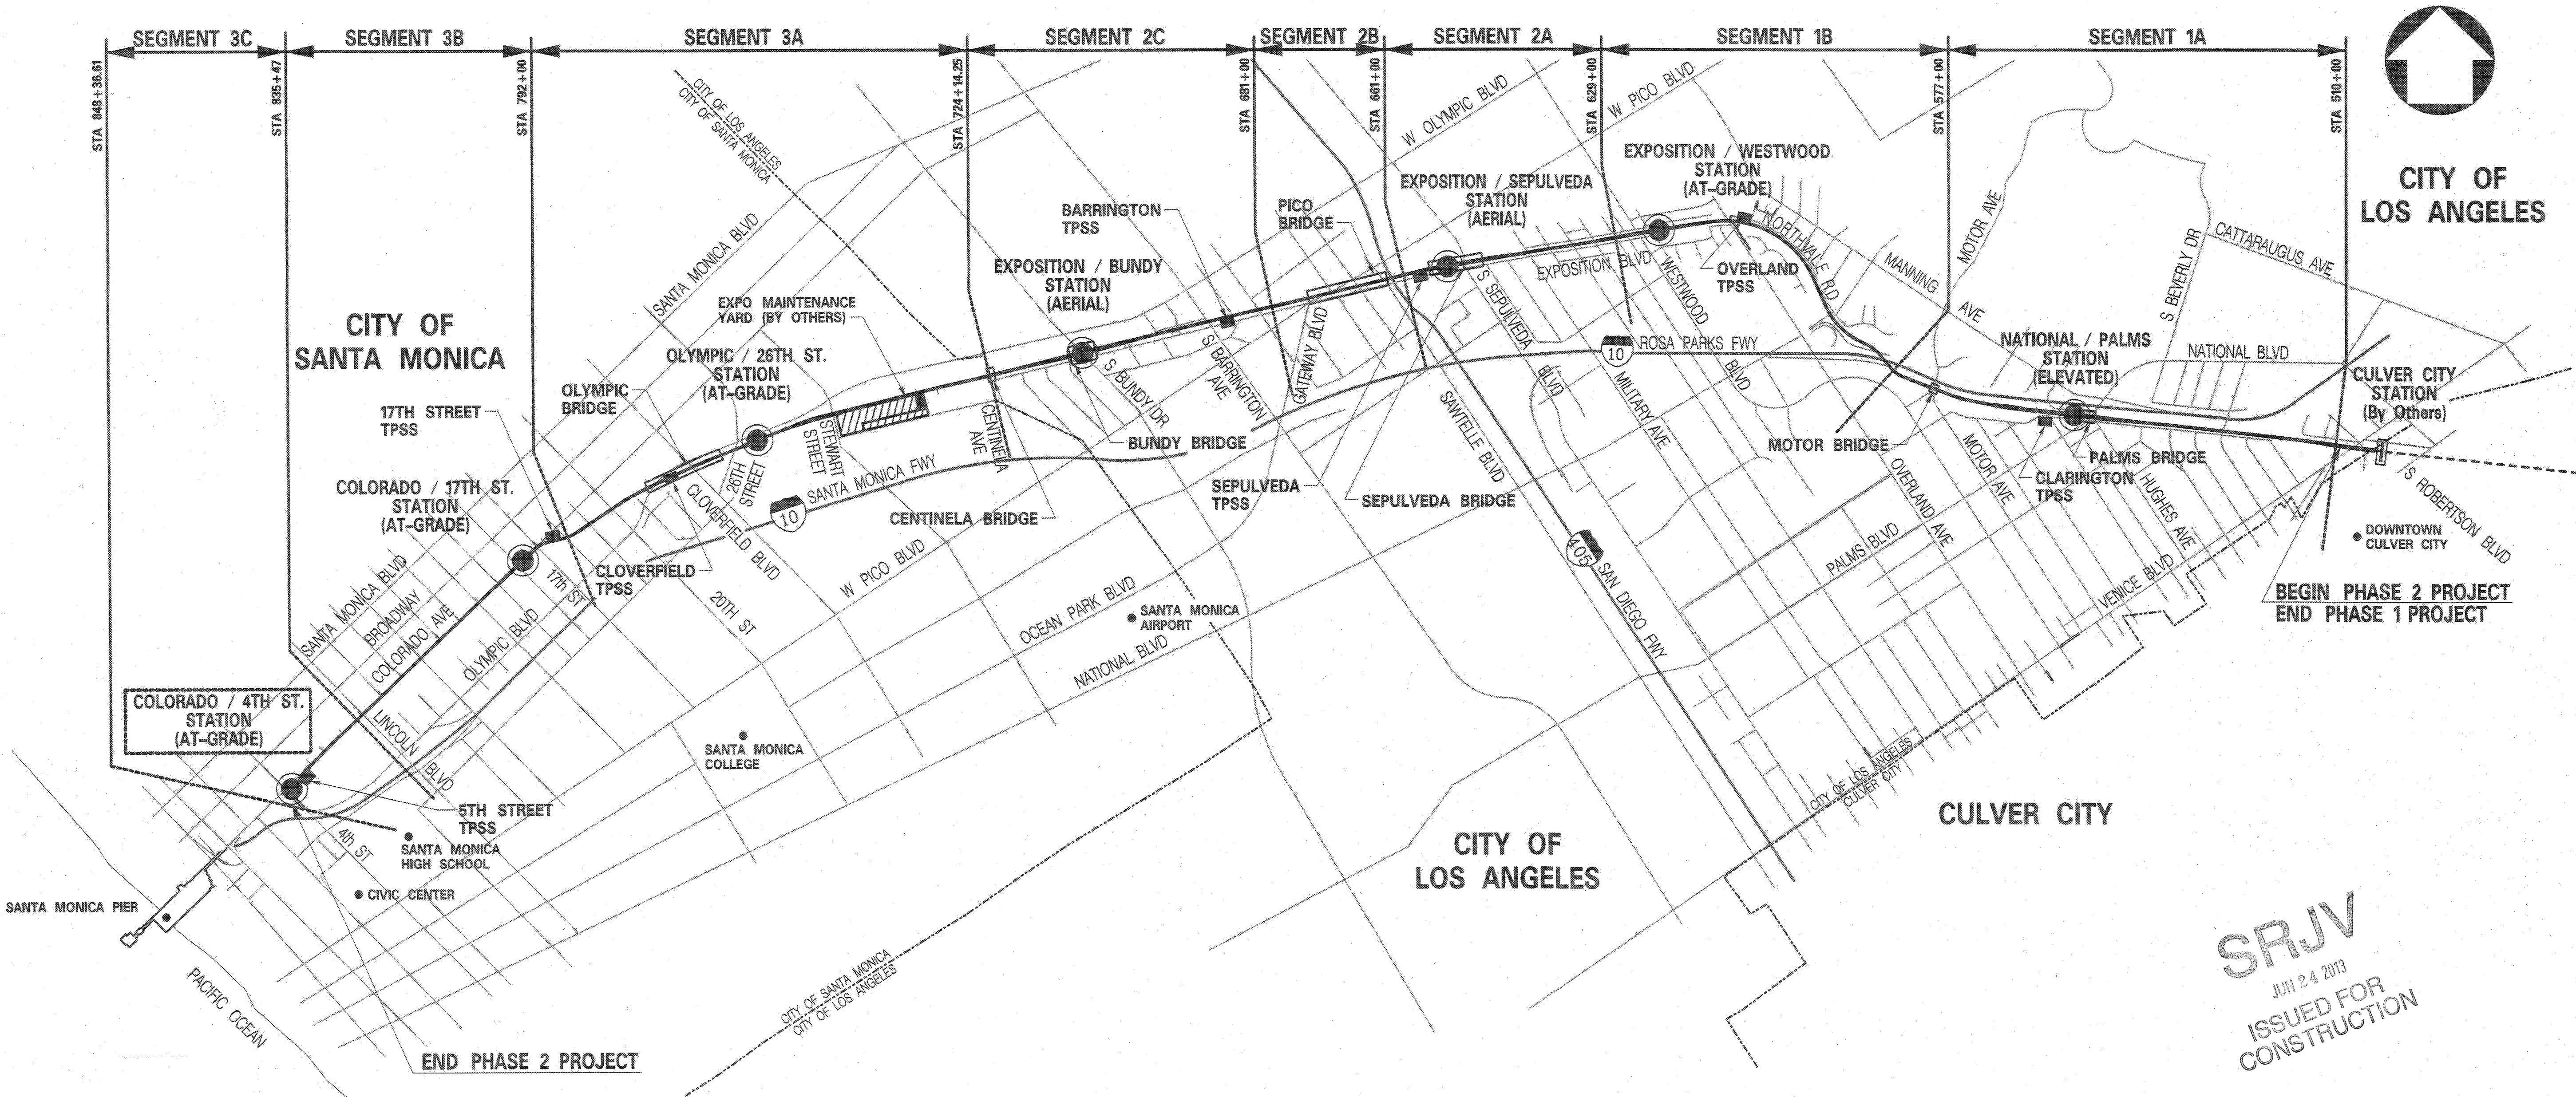 SEGMENT 3C
SEGMENT 3B
SEGMENT 3A
SEGMENT 2C
SEGMENT 2B
SEGMENT 2A
SEGMENT 1B
SEGMENT 1A
STA 848+36.61
STA 835+47
STA 792+00
STA 724+14.25
STA 681+00
STA 661+00
STA 629+00
STA 577+00
STA 510+00
CITY OF
LOS ANGELES
CITY OF LOS ANGELES
CITY OF SANTA MONICA
W OLYMPIC BLVD
W PICO BLVD
EXPOSITION / WESTWOOD
STATION
(AT-GRADE)
EXPOSITION / SEPULVEDA
STATION
(AERIAL)
BARRINGTON
TPSS
PICO
BRIDGE
EXPOSITION / BUNDY
STATION
(AERIAL)
SANTA MONICA BLVD
EXPO MAINTENANCE
YARD (BY OTHERS)
CITY OF
SANTA MONICA
OLYMPIC / 26TH ST.
STATION
(AT-GRADE)
OLYMPIC
BRIDGE
17TH STREET
TPSS
COLORADO / 17TH ST.
STATION
(AT-GRADE)
EXPOSITION BLVD
WESTWOOD
BLVD
OVERLAND
TPSS
NORTHVALE RD
MANNING
AVE
MOTOR AVE
S BEVERLY DR
CATTARAUGUS AVE
NATIONAL / PALMS
STATION
(ELEVATED)
NATIONAL BLVD
CULVER CITY
STATION
(By Others)
S ROBERTSON BLVD
DOWNTOWN
CULVER CITY
BEGIN PHASE 2 PROJECT
END PHASE 1 PROJECT
10
ROSA PARKS FWY
S SEPULVEDA
BLVD
MILITARY AVE
GATEWAY BLVD
S BARRINGTON
AVE
S BUNDY DR
BUNDY BRIDGE
CENTINELA
AVE
CENTINELA BRIDGE
STEWART
STREET
26TH
STREET
SANTA MONICA FWY
10
CLOVERFIELD BLVD
CLOVERFIELD
TPSS
SEPULVEDA
TPSS
SEPULVEDA BRIDGE
SAWTELLE BLVD
405
SAN DIEGO FWY
MOTOR BRIDGE
OVERLAND AVE
MOTOR AVE
PALMS BRIDGE
CLARINGTON
TPSS
HUGHES AVE
PALMS BLVD
VENICE BLVD
W PICO BLVD
OCEAN PARK BLVD
NATIONAL BLVD
SANTA MONICA
AIRPORT
20TH ST
17th ST
SANTA MONICA BLVD
BROADWAY
COLORADO AVE
OLYMPIC BLVD
LINCOLN
BLVD
COLORADO / 4TH ST.
STATION
(AT-GRADE)
SANTA MONICA
COLLEGE
5TH STREET
TPSS
4th ST
SANTA MONICA
HIGH SCHOOL
CIVIC CENTER
SANTA MONICA PIER
PACIFIC OCEAN
END PHASE 2 PROJECT
CITY OF SANTA MONICA
CITY OF LOS ANGELES
CITY OF
LOS ANGELES
CITY OF LOS ANGELES
CULVER CITY
CULVER CITY
SRJV
JUN 24 2013
ISSUED FOR
CONSTRUCTION